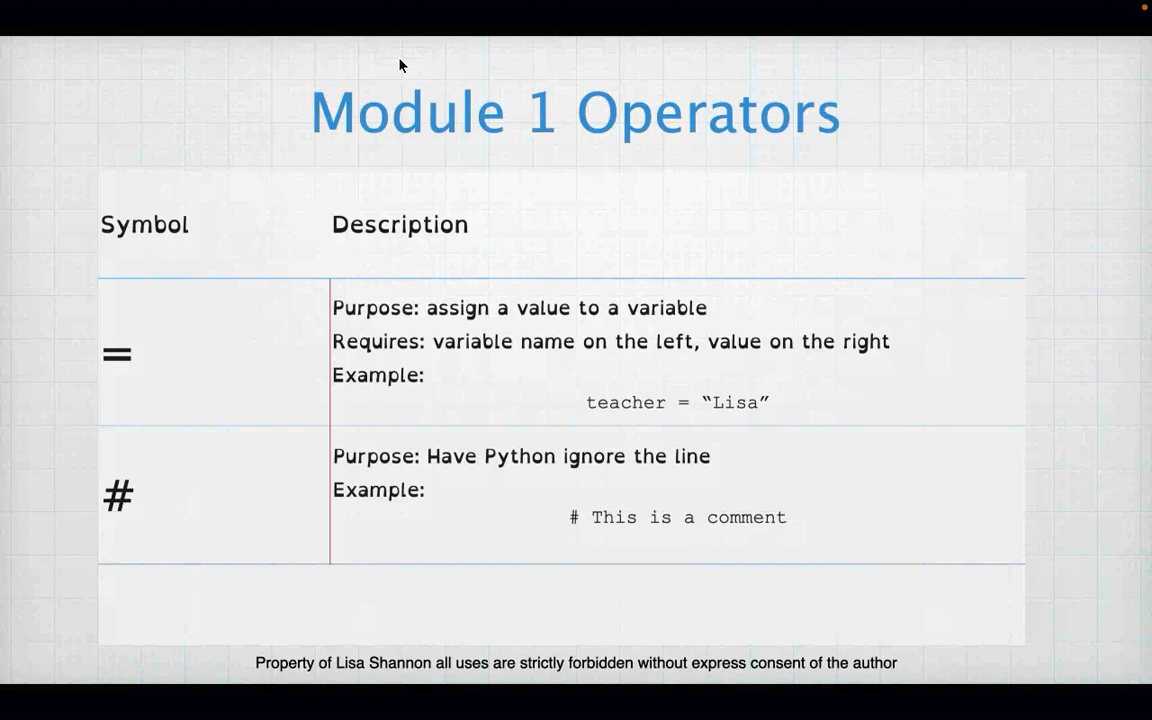 Module 1 Operators
Symbol Description
=
Purpose: assign a value to a variable
Requires: variable name on the left, value on the right
Example:
teacher = “Lisa”
#
Purpose: Have Python ignore the line
Example:
# This is a comment
Property of Lisa Shannon all uses are strictly forbidden without express consent of the author